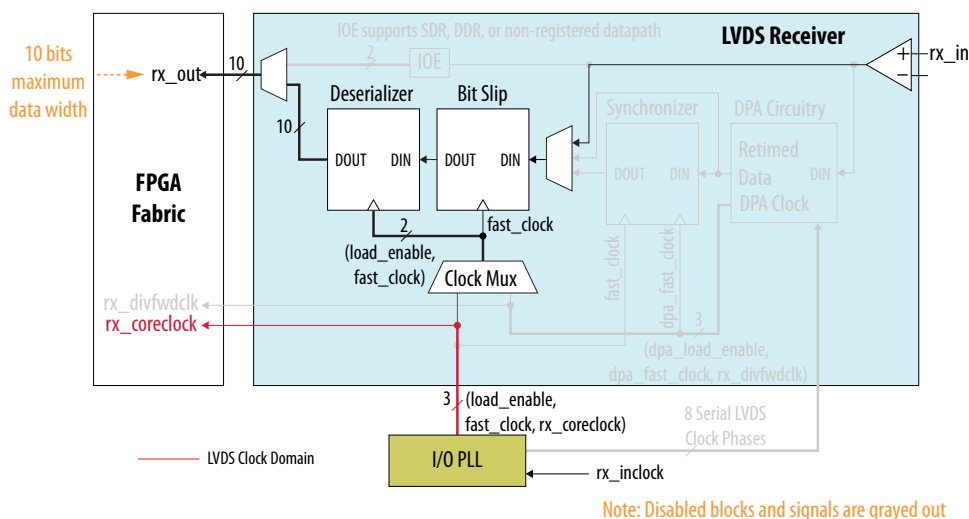 IOE supports SDR, DDR, or non-registered datapath
LVDS Receiver
10 bits
maximum
data width
rx_out
10
2
IOE
+
−
rx_in
Deserializer
Bit Slip
Synchronizer
DPA Circuitry
10
DOUT
DIN
DOUT
DIN
DOUT
DIN
Retimed
Data
DIN
DPA Clock
FPGA
Fabric
2
fast_clock
(load_enable,
fast_clock)
Clock Mux
fast_clock
dpa_fast_clock
rx_divfwdclk
rx_coreclock
3
(dpa_load_enable,
dpa_fast_clock, rx_divfwdclk)
3
(load_enable,
fast_clock, rx_coreclock)
8 Serial LVDS
Clock Phases
LVDS Clock Domain
I/O PLL
rx_inclock
Note: Disabled blocks and signals are grayed out